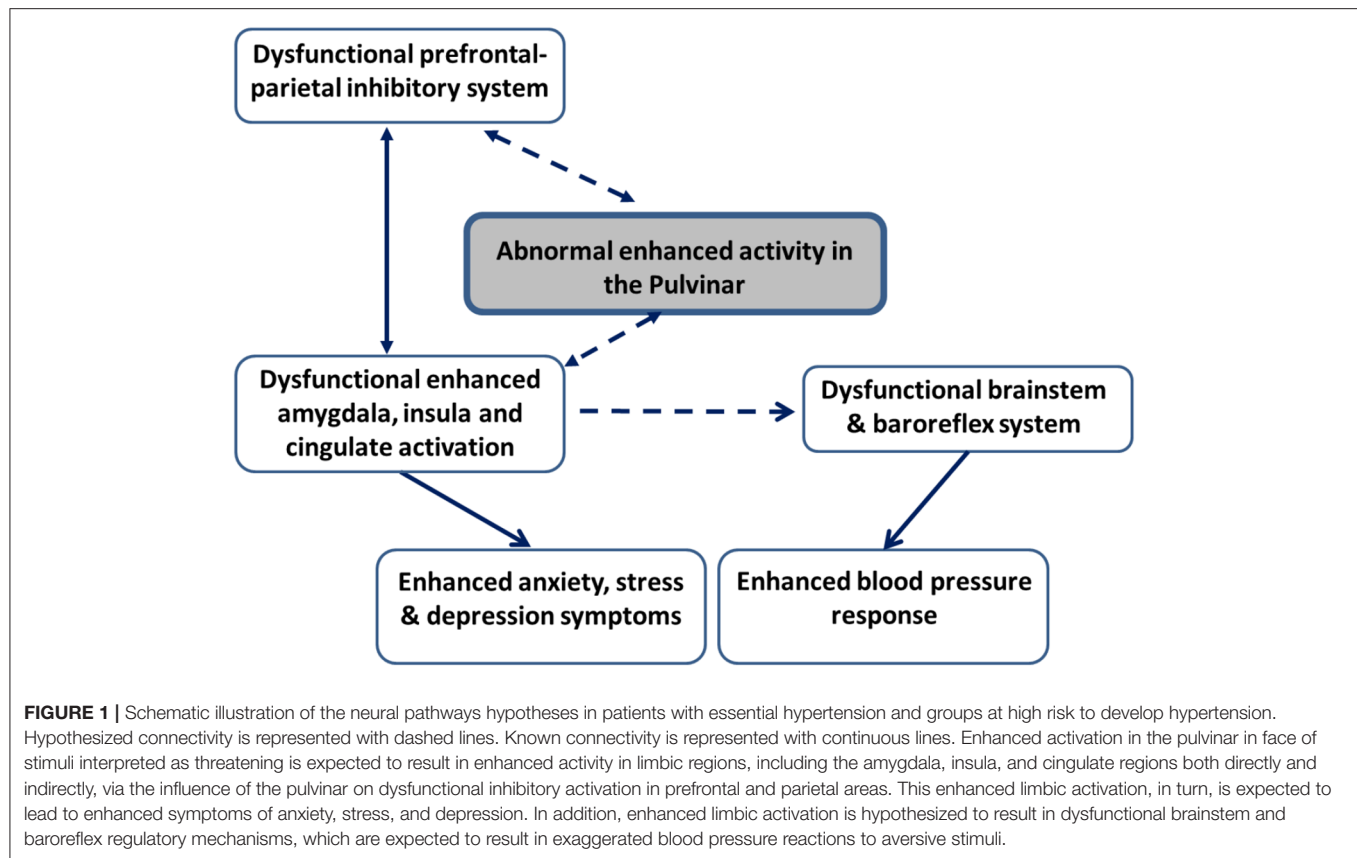 Dysfunctional prefrontal-
parietal inhibitory system
Abnormal enhanced activity in
the Pulvinar
Dysfunctional enhanced
amygdala, insula and
cingulate activation
Dysfunctional brainstem
& baroreflex system
Enhanced anxiety, stress
& depression symptoms
Enhanced blood pressure
response
FIGURE 1 | Schematic illustration of the neural pathways hypotheses in patients with essential hypertension and groups at high risk to develop hypertension.
Hypothesized connectivity is represented with dashed lines. Known connectivity is represented with continuous lines. Enhanced activation in the pulvinar in face of
stimuli interpreted as threatening is expected to result in enhanced activity in limbic regions, including the amygdala, insula, and cingulate regions both directly and
indirectly, via the influence of the pulvinar on dysfunctional inhibitory activation in prefrontal and parietal areas. This enhanced limbic activation, in turn, is expected to
lead to enhanced symptoms of anxiety, stress, and depression. In addition, enhanced limbic activation is hypothesized to result in dysfunctional brainstem and
baroreflex regulatory mechanisms, which are expected to result in exaggerated blood pressure reactions to aversive stimuli.